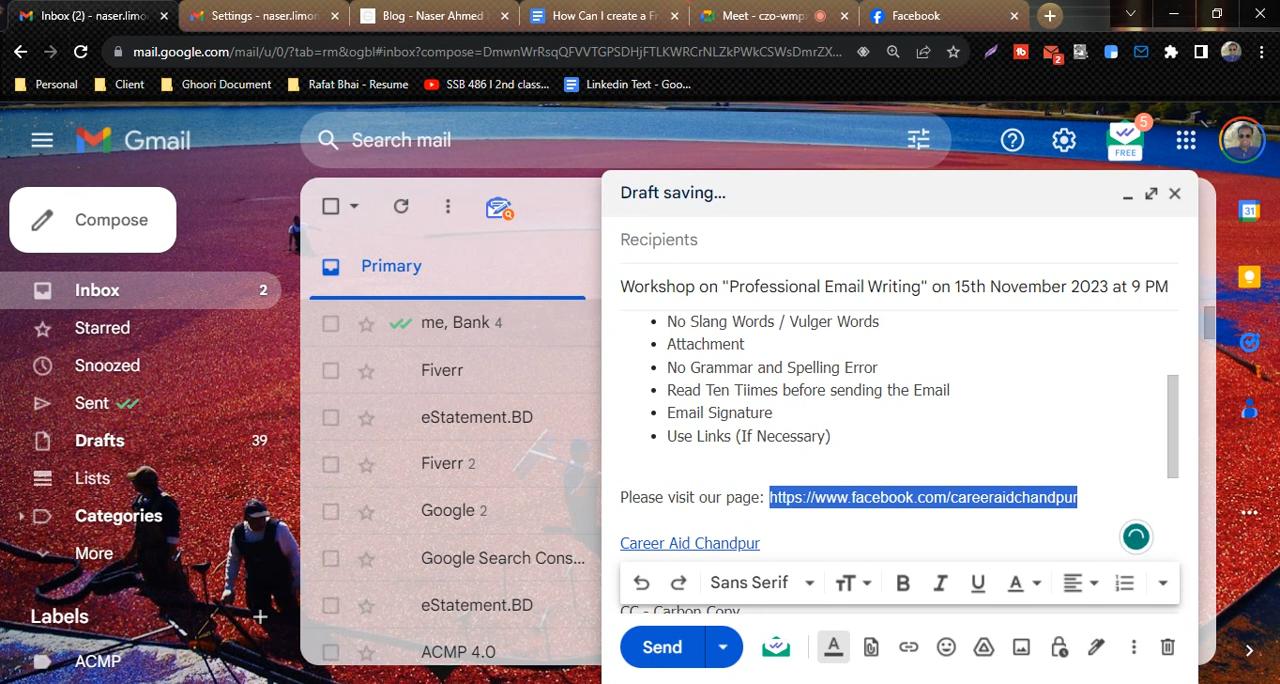 Inbox (2) - naser.limon
Settings - naser.limon
Blog - Naser Ahmed
How Can I create a Fr
Meet - czo-wmp
Facebook
mail.google.com/mail/u/0/?tab=rm&ogbl#inbox?compose=DmwnWrRsqQFVVTGPSDHjFTLKWRCrNLZkPWkCSWsDmrZX...
2
Personal
Client
Ghoori Document
Rafat Bhai - Resume
SSB 486 I 2nd class...
Linkedin Text - Goo...
Gmail
Search mail
5
FREE
Compose
Draft saving...
31
Recipients
Primary
Inbox 2
Workshop on "Professional Email Writing" on 15th November 2023 at 9 PM
Starred
me, Bank 4
No Slang Words / Vulger Words
Attachment
Snoozed
Fiverr
No Grammar and Spelling Error
Read Ten Tiimes before sending the Email
Sent
eStatement.BD
Email Signature
Drafts 39
Use Links (If Necessary)
Fiverr 2
Lists
Please visit our page: https://www.facebook.com/careeraidchandpur
Categories
Google 2
Career Aid Chandpur
More
Google Search Cons...
Sans Serif
Labels
eStatement.BD
CC - Carbon Copy
ACMP
ACMP 4.0
Send